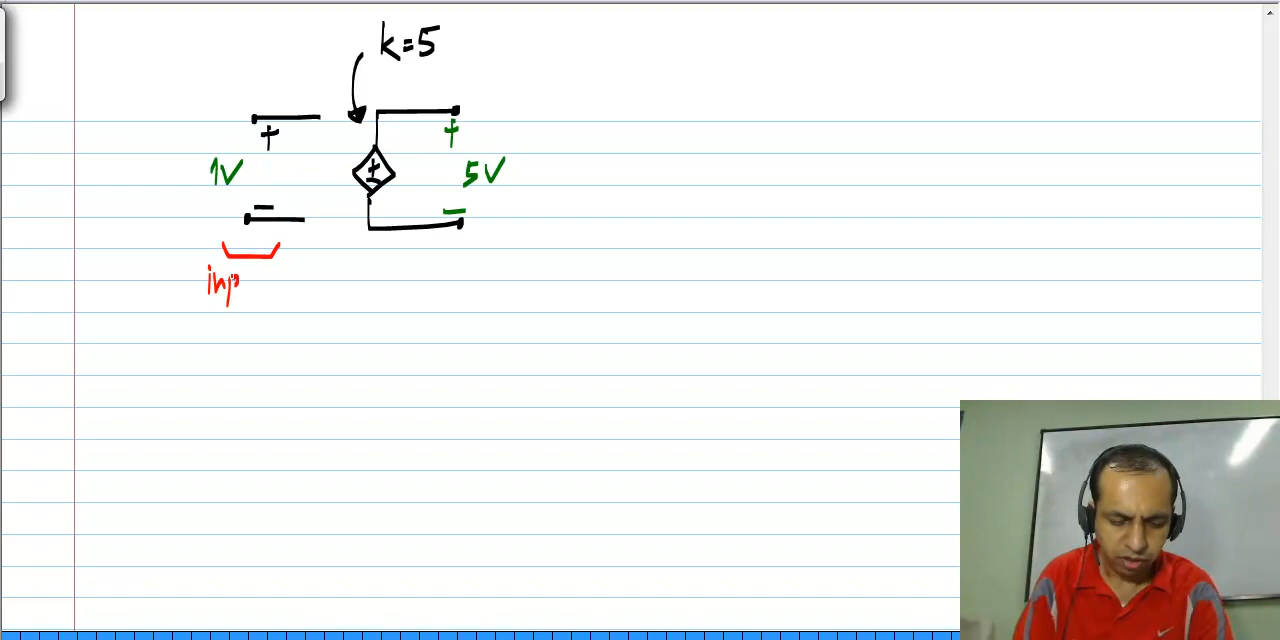 k=5
+ +
1V ± 5V
− −
inp